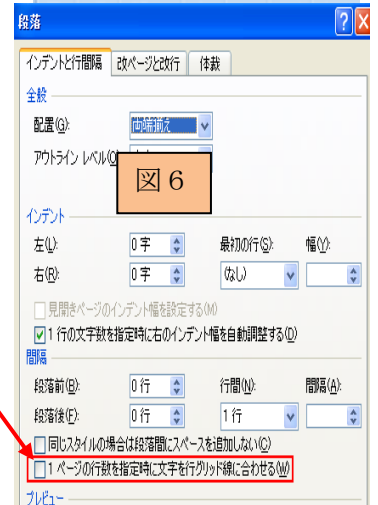 段落
インデントと行間隔 改ページと改行 体裁
全般
配置(G): 両端揃え
アウトライン レベル(O)
図6
インデント
左(L): 0 字 最初の行(S): 幅(Y):
右(R): 0 字 (なし)
見開きページのインデント幅を設定する(M)
1 行の文字数を指定時に右のインデント幅を自動調整する(D)
間隔
段落前(B): 0 行 行間(N): 間隔(A):
段落後(F): 0 行 1 行
同じスタイルの場合は段落間にスペースを追加しない(C)
1 ページの行数を指定時に文字を行グリッド線に合わせる(W)
プレビュー